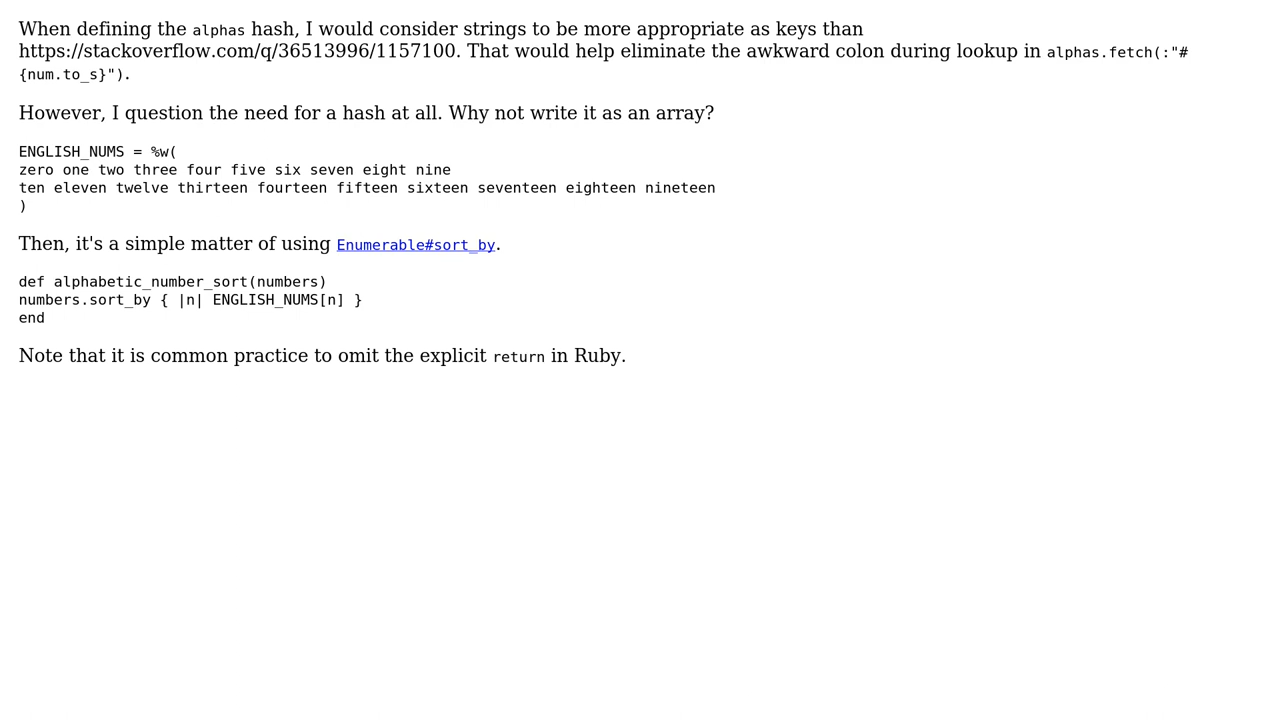 When defining the alphas hash, I would consider strings to be more appropriate as keys than
https://stackoverflow.com/q/36513996/1157100. That would help eliminate the awkward colon during lookup in alphas.fetch(:"#
{num.to_s}").
However, I question the need for a hash at all. Why not write it as an array?
ENGLISH_NUMS = %w(
zero one two three four five six seven eight nine
ten eleven twelve thirteen fourteen fifteen sixteen seventeen eighteen nineteen
)
Then, it's a simple matter of using Enumerable#sort_by.
def alphabetic_number_sort(numbers)
numbers.sort_by { |n| ENGLISH_NUMS[n] }
end
Note that it is common practice to omit the explicit return in Ruby.